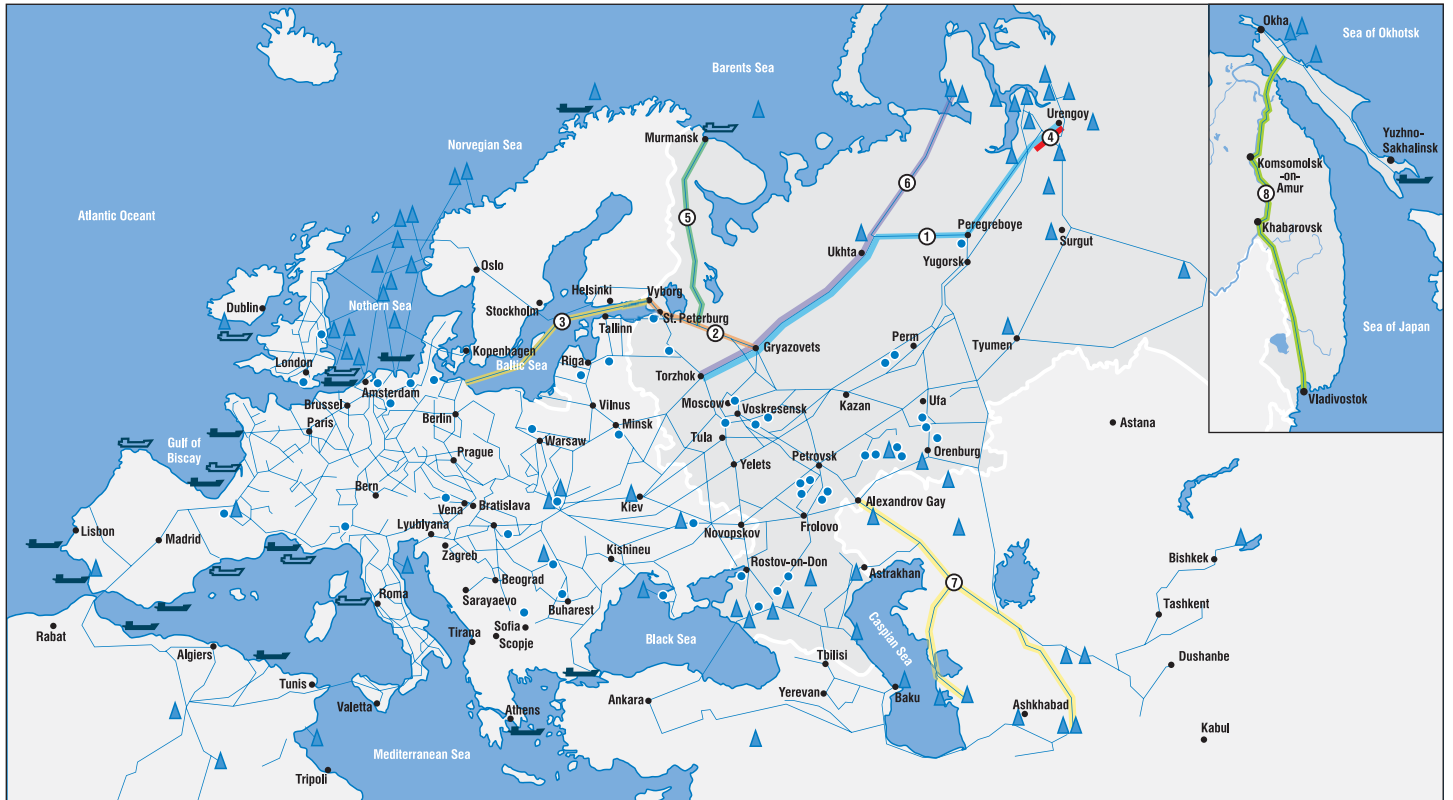 Barents Sea
Norwegian Sea
Atlantic Oceant
Nothern Sea
Baltic Sea
Gulf of
Biscay
Black Sea
Caspian Sea
Mediterranean Sea
Murmansk
Urengoy
4
6
5
1
Peregreboye
Surgut
Ukhta
Yugorsk
Oslo
Helsinki
Vyborg
Stockholm
3
St. Peterburg
Tallinn
2
Dublin
Gryazovets
Perm
Tyumen
Kopenhagen
Riga
London
Torzhok
Amsterdam
Brussel
Berlin
Vilnus
Moscow
Voskresensk
Kazan
Ufa
Paris
Minsk
Astana
Warsaw
Tula
Prague
Yelets
Petrovsk
Orenburg
Bern
Vena
Bratislava
Kiev
Alexandrov Gay
Lisbon
Madrid
Lyublyana
Zagreb
Novopskov
Frolovo
Kishineu
Rostov-on-Don
Astrakhan
7
Bishkek
Beograd
Sarayaevo
Roma
Buharest
Tashkent
Rabat
Sofia
Scopje
Tirana
Algiers
Tbilisi
Dushanbe
Tunis
Yerevan
Baku
Valetta
Ankara
Athens
Ashkhabad
Kabul
Tripoli
Okha
Sea of Okhotsk
Yuzhno-
Sakhalinsk
Komsomolsk
-on-
Amur
8
Khabarovsk
Sea of Japan
Vladivostok